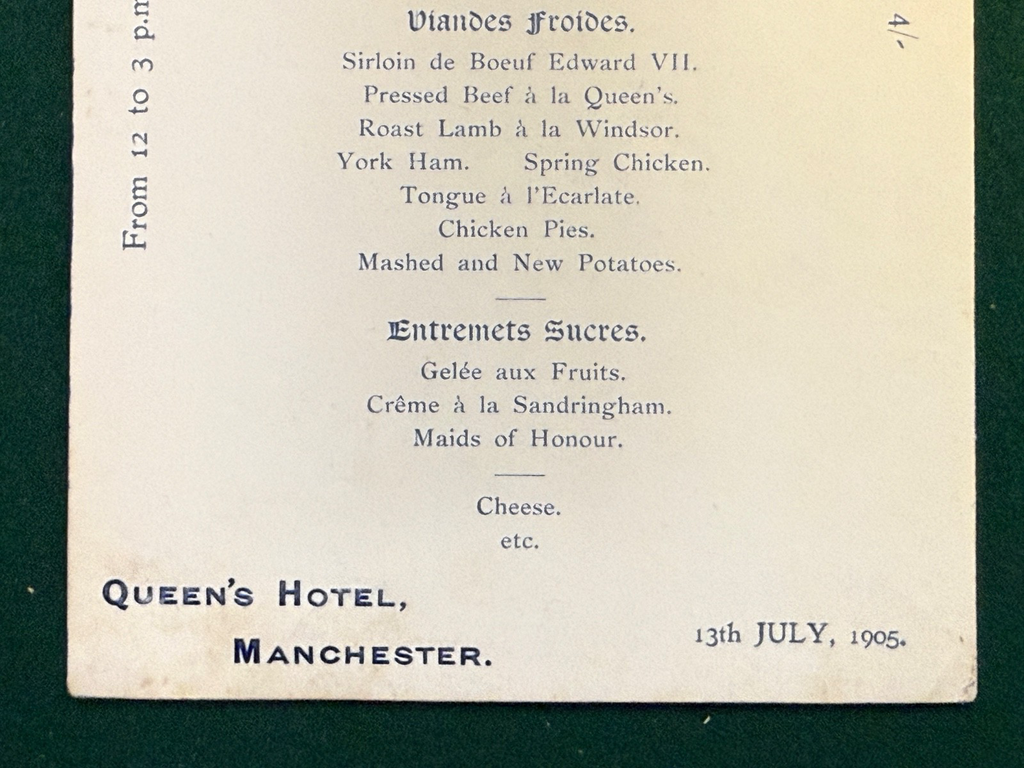 From 12 to 3 p.m
4/-
Viandes Froides.
Sirloin de Boeuf Edward VII.
Pressed Beef à la Queen's.
Roast Lamb à la Windsor.
York Ham. Spring Chicken.
Tongue à l'Ecarlate.
Chicken Pies.
Mashed and New Potatoes.
Entremets Sucres.
Gelée aux Fruits.
Crême à la Sandringham.
Maids of Honour.
Cheese.
etc.
QUEEN'S HOTEL,
MANCHESTER.
13th JULY, 1905.